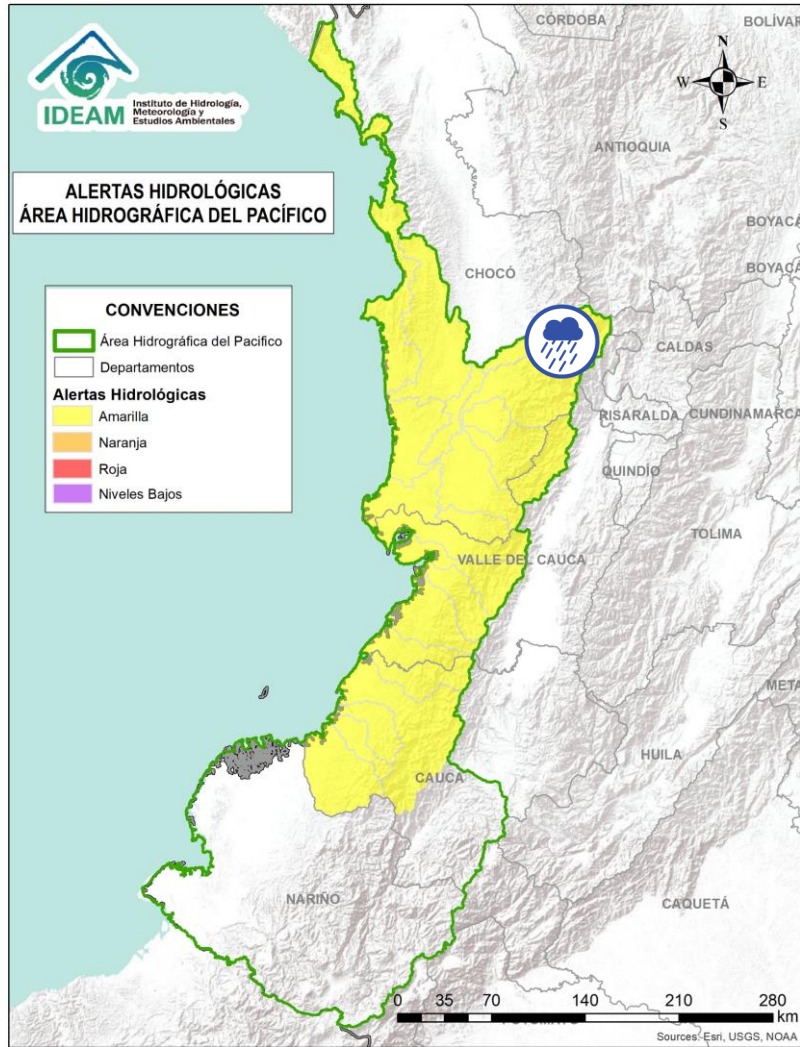 IDEAM
Instituto de Hidrología,
Meteorología y
Estudios Ambientales
ALERTAS HIDROLÓGICAS
ÁREA HIDROGRÁFICA DEL PACÍFICO
CONVENCIONES
Área Hidrográfica del Pacifico
Departamentos
Alertas Hidrológicas
Amarilla
Naranja
Roja
Niveles Bajos
CÓRDOBA
BOLÍVAR
N
W
E
S
ANTIOQUIA
BOYACÁ
CHOCÓ
BOYACÁ
CALDAS
RISARALDA
CUNDINAMARCA
QUINDÍO
TOLIMA
VALLE DEL CAUCA
META
HUILA
CAUCA
NARIÑO
CAQUETÁ
0 35 70 140 210 280
km
Sources: Esri, USGS, NOAA